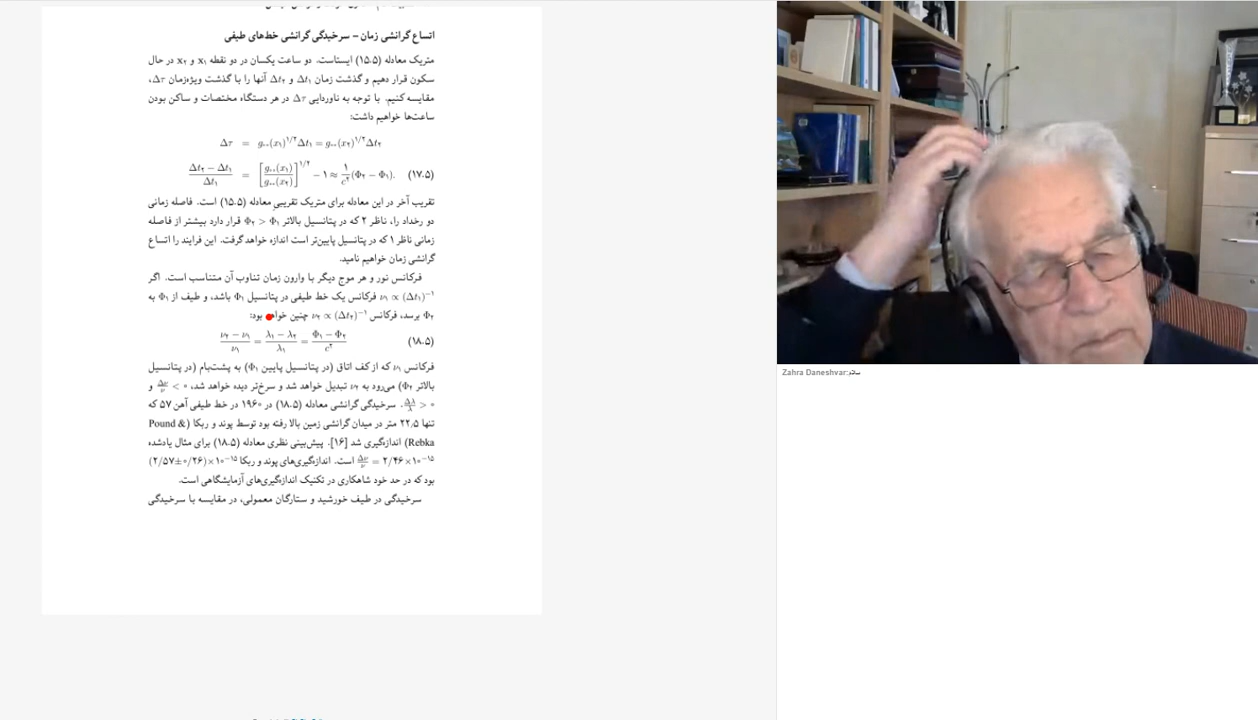 اتساع گرانشی زمان – سرخیدگی گرانشی خط‌های طیفی
متریک معادله (۱۵.۵) ایستاست. دو ساعت یکسان در دو نقطه x۱ و x۲ در حال
سکون قرار دهیم و گذشت زمان Δt۱ و Δt۲ آنها را با گذشت ویژه‌زمان Δτ،
مقایسه کنیم. با توجه به ناوردایی Δτ در هر دستگاه مختصات و ساکن بودن
ساعت‌ها خواهیم داشت:
Δτ = g۰۰(x۱)^۱/۲ Δt۱ = g۰۰(x۲)^۱/۲ Δt۲
(Δt۲ − Δt۱)/Δt۱ = [g۰۰(x۱)/g۰۰(x۲)]^۱/۲ − ۱ ≈ ۱/c^۲ (Φ۲ − Φ۱). (۱۷.۵)
تقریب آخر در این معادله برای متریک تقریبیِ معادله (۱۵.۵) است. فاصله زمانی
دو رخداد را، ناظر ۲ که در پتانسیل بالاتر Φ۲ > Φ۱ قرار دارد بیشتر از فاصله
زمانی ناظر ۱ که در پتانسیل پایین‌تر است اندازه خواهد گرفت. این فرایند را اتساع
گرانشی زمان خواهیم نامید.
فرکانس نور و هر موج دیگر با وارون زمان تناوب آن متناسب است. اگر
ν۱ ∝ (Δt۱)^−۱ فرکانس یک خط طیفی در پتانسیل Φ۱ باشد، و طیف از Φ۱ به
Φ۲ برسد، فرکانس ν۲ ∝ (Δt۲)^−۱ چنین خواهد بود:
(ν۲ − ν۱)/ν۱ = (λ۱ − λ۲)/λ۱ = (Φ۱ − Φ۲)/c^۲ (۱۸.۵)
فرکانس ν۱ که از کف اتاق (در پتانسیل پایین Φ۱) به پشت‌بام (در پتانسیل
بالاتر Φ۲) می‌رود به ν۲ تبدیل خواهد شد و سرخ‌تر دیده خواهد شد، Δν/ν < ۰ و
Δλ/λ > ۰. سرخیدگی گرانشی معادله (۱۸.۵) در ۱۹۶۰ در خط طیفی آهن ۵۷ که
تنها ۲۲٫۵ متر در میدان گرانشی زمین بالا رفته بود توسط پوند و ربکا (Pound &
Rebka) اندازه‌گیری شد [۱۶]. پیش‌بینی نظری معادله (۱۸.۵) برای مثال یادشده
Δν/ν = ۲/۴۶ × ۱۰^−۱۵ است. اندازه‌گیری‌های پوند و ربکا (۲/۵۷±۰/۲۶)×۱۰^−۱۵
بود که در حد خود شاهکاری در تکنیک اندازه‌گیری‌های آزمایشگاهی است.
سرخیدگی در طیف خورشید و ستارگان معمولی، در مقایسه با سرخیدگی
Zahra Daneshvar:سلام